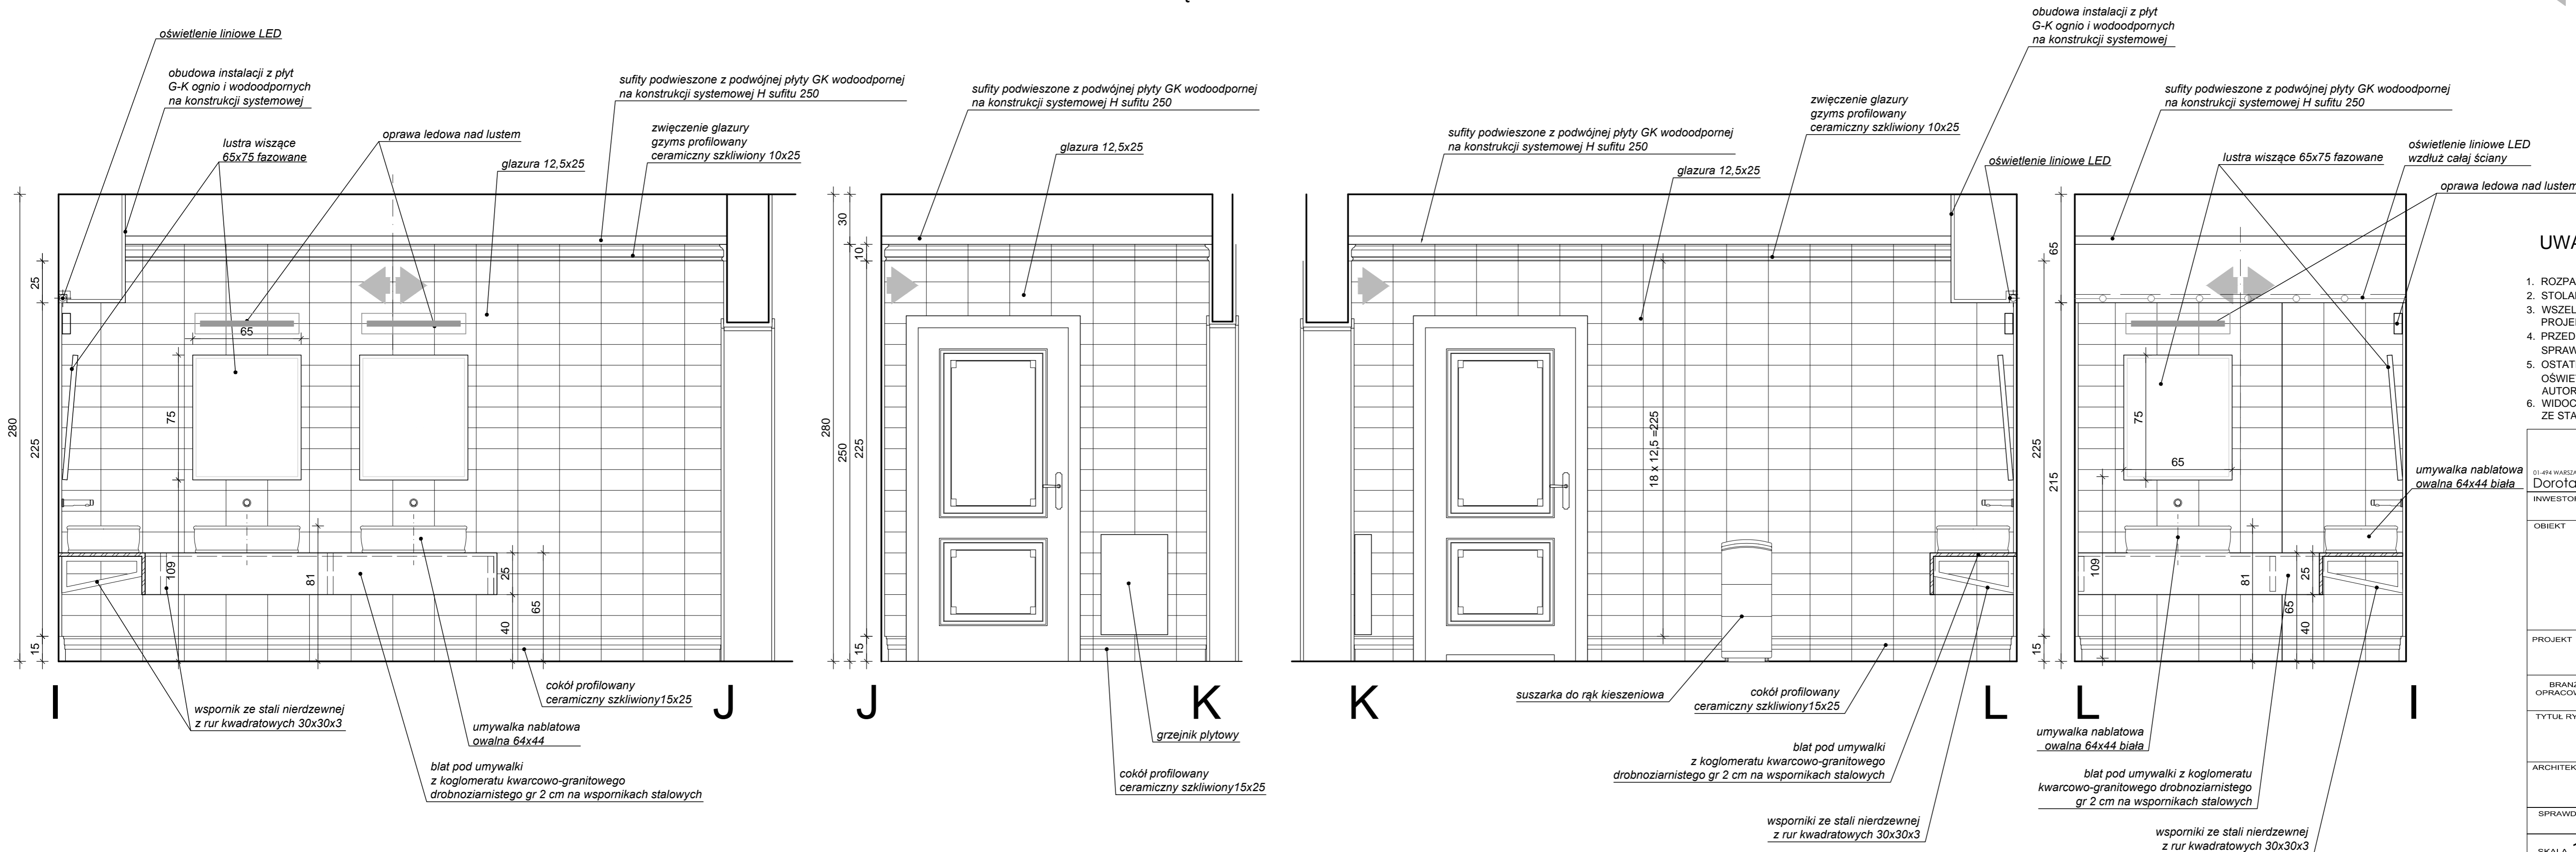 oświetlenie liniowe LED
obudowa instalacji z płyt
G-K ognio i wodoodpornych
na konstrukcji systemowej
lustra wiszące
65x75 fazowane
oprawa ledowa nad lustem
sufity podwieszone z podwójnej płyty GK wodoodpornej
na konstrukcji systemowej H sufitu 250
zwięczenie glazury
gzyms profilowany
ceramiczny szkliwiony 10x25
glazura 12,5x25
280
25
225
15
65
75
109
81
25
65
40
I
J
wspornik ze stali nierdzewnej
z rur kwadratowych 30x30x3
cokół profilowany
ceramiczny szkliwiony15x25
umywalka nablatowa
owalna 64x44
blat pod umywalki
z koglomeratu kwarcowo-granitowego
drobnoziarnistego gr 2 cm na wspornikach stalowych
sufity podwieszone z podwójnej płyty GK wodoodpornej
na konstrukcji systemowej H sufitu 250
glazura 12,5x25
280
30
250
10
225
15
J
K
grzejnik plytowy
cokół profilowany
ceramiczny szkliwiony15x25
obudowa instalacji z płyt
G-K ognio i wodoodpornych
na konstrukcji systemowej
sufity podwieszone z podwójnej płyty GK wodoodpornej
na konstrukcji systemowej H sufitu 250
zwięczenie glazury
gzyms profilowany
ceramiczny szkliwiony 10x25
glazura 12,5x25
oświetlenie liniowe LED
18 x 12,5 =225
225
15
K
L
suszarka do rąk kieszeniowa
cokół profilowany
ceramiczny szkliwiony15x25
blat pod umywalki
z koglomeratu kwarcowo-granitowego
drobnoziarnistego gr 2 cm na wspornikach stalowych
wsporniki ze stali nierdzewnej
z rur kwadratowych 30x30x3
sufity podwieszone z podwójnej płyty GK wodoodpornej
na konstrukcji systemowej H sufitu 250
lustra wiszące 65x75 fazowane
oświetlenie liniowe LED
wzdłuż całaj ściany
oprawa ledowa nad lustem
65
215
75
65
109
81
25
65
40
umywalka nablatowa
owalna 64x44 biała
L
I
umywalka nablatowa
owalna 64x44 biała
blat pod umywalki z koglomeratu
kwarcowo-granitowego drobnoziarnistego
gr 2 cm na wspornikach stalowych
wsporniki ze stali nierdzewnej
z rur kwadratowych 30x30x3
UWA
1. ROZPA
2. STOLA
3. WSZEL
PROJE
4. PRZED
SPRAW
5. OSTAT
OŚWIE
AUTOR
6. WIDOC
ZE STA
01-494 WARSZA
Dorota
INWESTOR
OBIEKT
PROJEKT
BRANŻ
OPRACOW
TYTUŁ RY
ARCHITEK
SPRAWD
SKALA